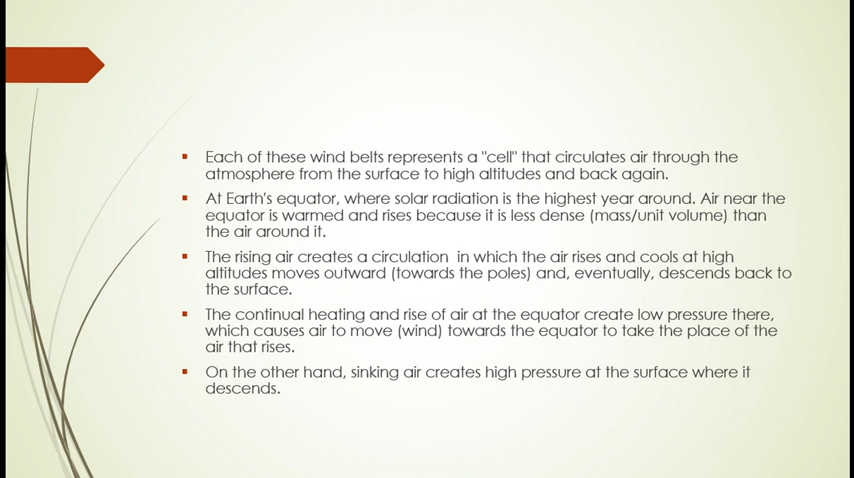 ▪ Each of these wind belts represents a "cell" that circulates air through the
atmosphere from the surface to high altitudes and back again.
▪ At Earth's equator, where solar radiation is the highest year around. Air near the
equator is warmed and rises because it is less dense (mass/unit volume) than
the air around it.
▪ The rising air creates a circulation  in which the air rises and cools at high
altitudes moves outward (towards the poles) and, eventually, descends back to
the surface.
▪ The continual heating and rise of air at the equator create low pressure there,
which causes air to move (wind) towards the equator to take the place of the
air that rises.
▪ On the other hand, sinking air creates high pressure at the surface where it
descends.